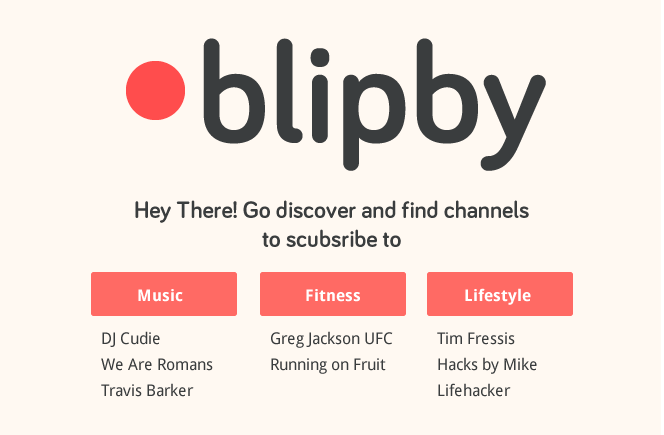 blipby
Hey There! Go discover and find channels
to scubsribe to
Music
DJ Cudie
We Are Romans
Travis Barker
Fitness
Greg Jackson UFC
Running on Fruit
Lifestyle
Tim Fressis
Hacks by Mike
Lifehacker